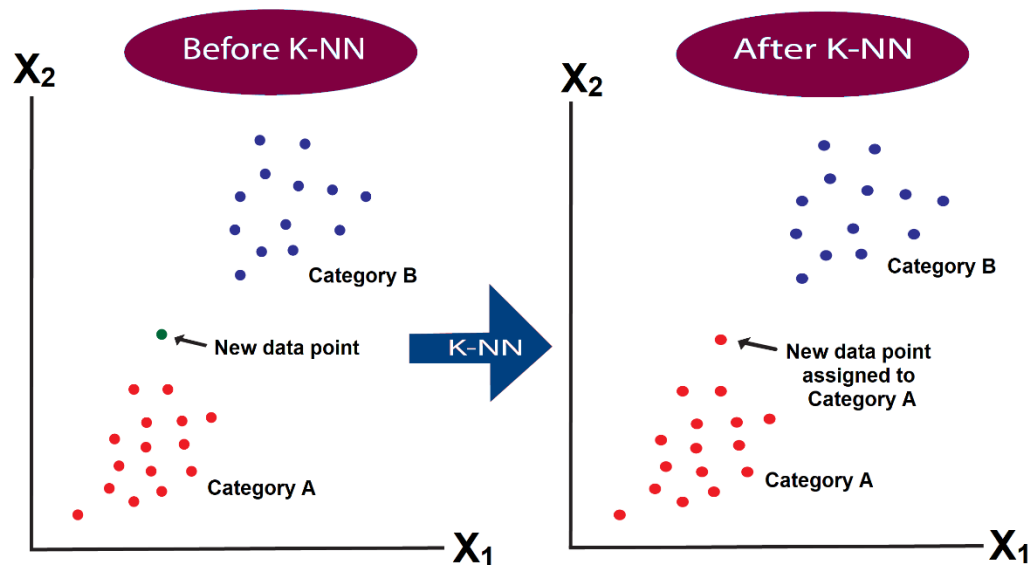 Before K-NN
X2
Category B
New data point
Category A
X1
K-NN
After K-NN
X2
Category B
New data point
assigned to
Category A
Category A
X1